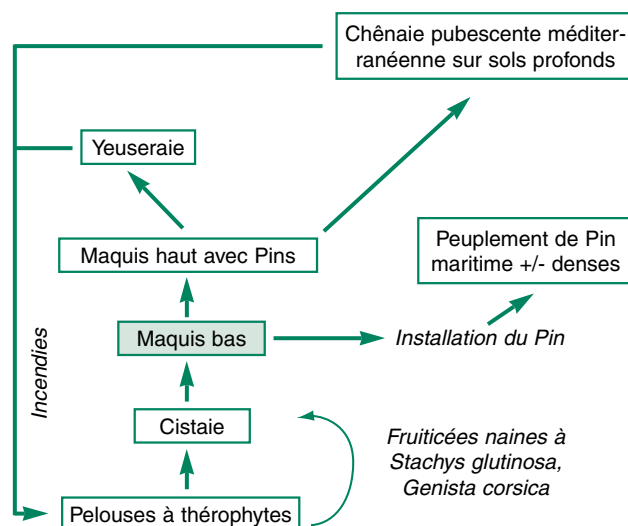 Chênaie pubescente méditer-
ranéenne sur sols profonds
Yeuseraie
Maquis haut avec Pins
Peuplement de Pin
maritime +/- denses
Maquis bas
Installation du Pin
Incendies
Cistaie
Fruiticées naines à
Stachys glutinosa,
Genista corsica
Pelouses à thérophytes